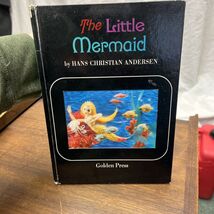 The Little
Mermaid
by HANS CHRISTIAN ANDERSEN
Golden Press